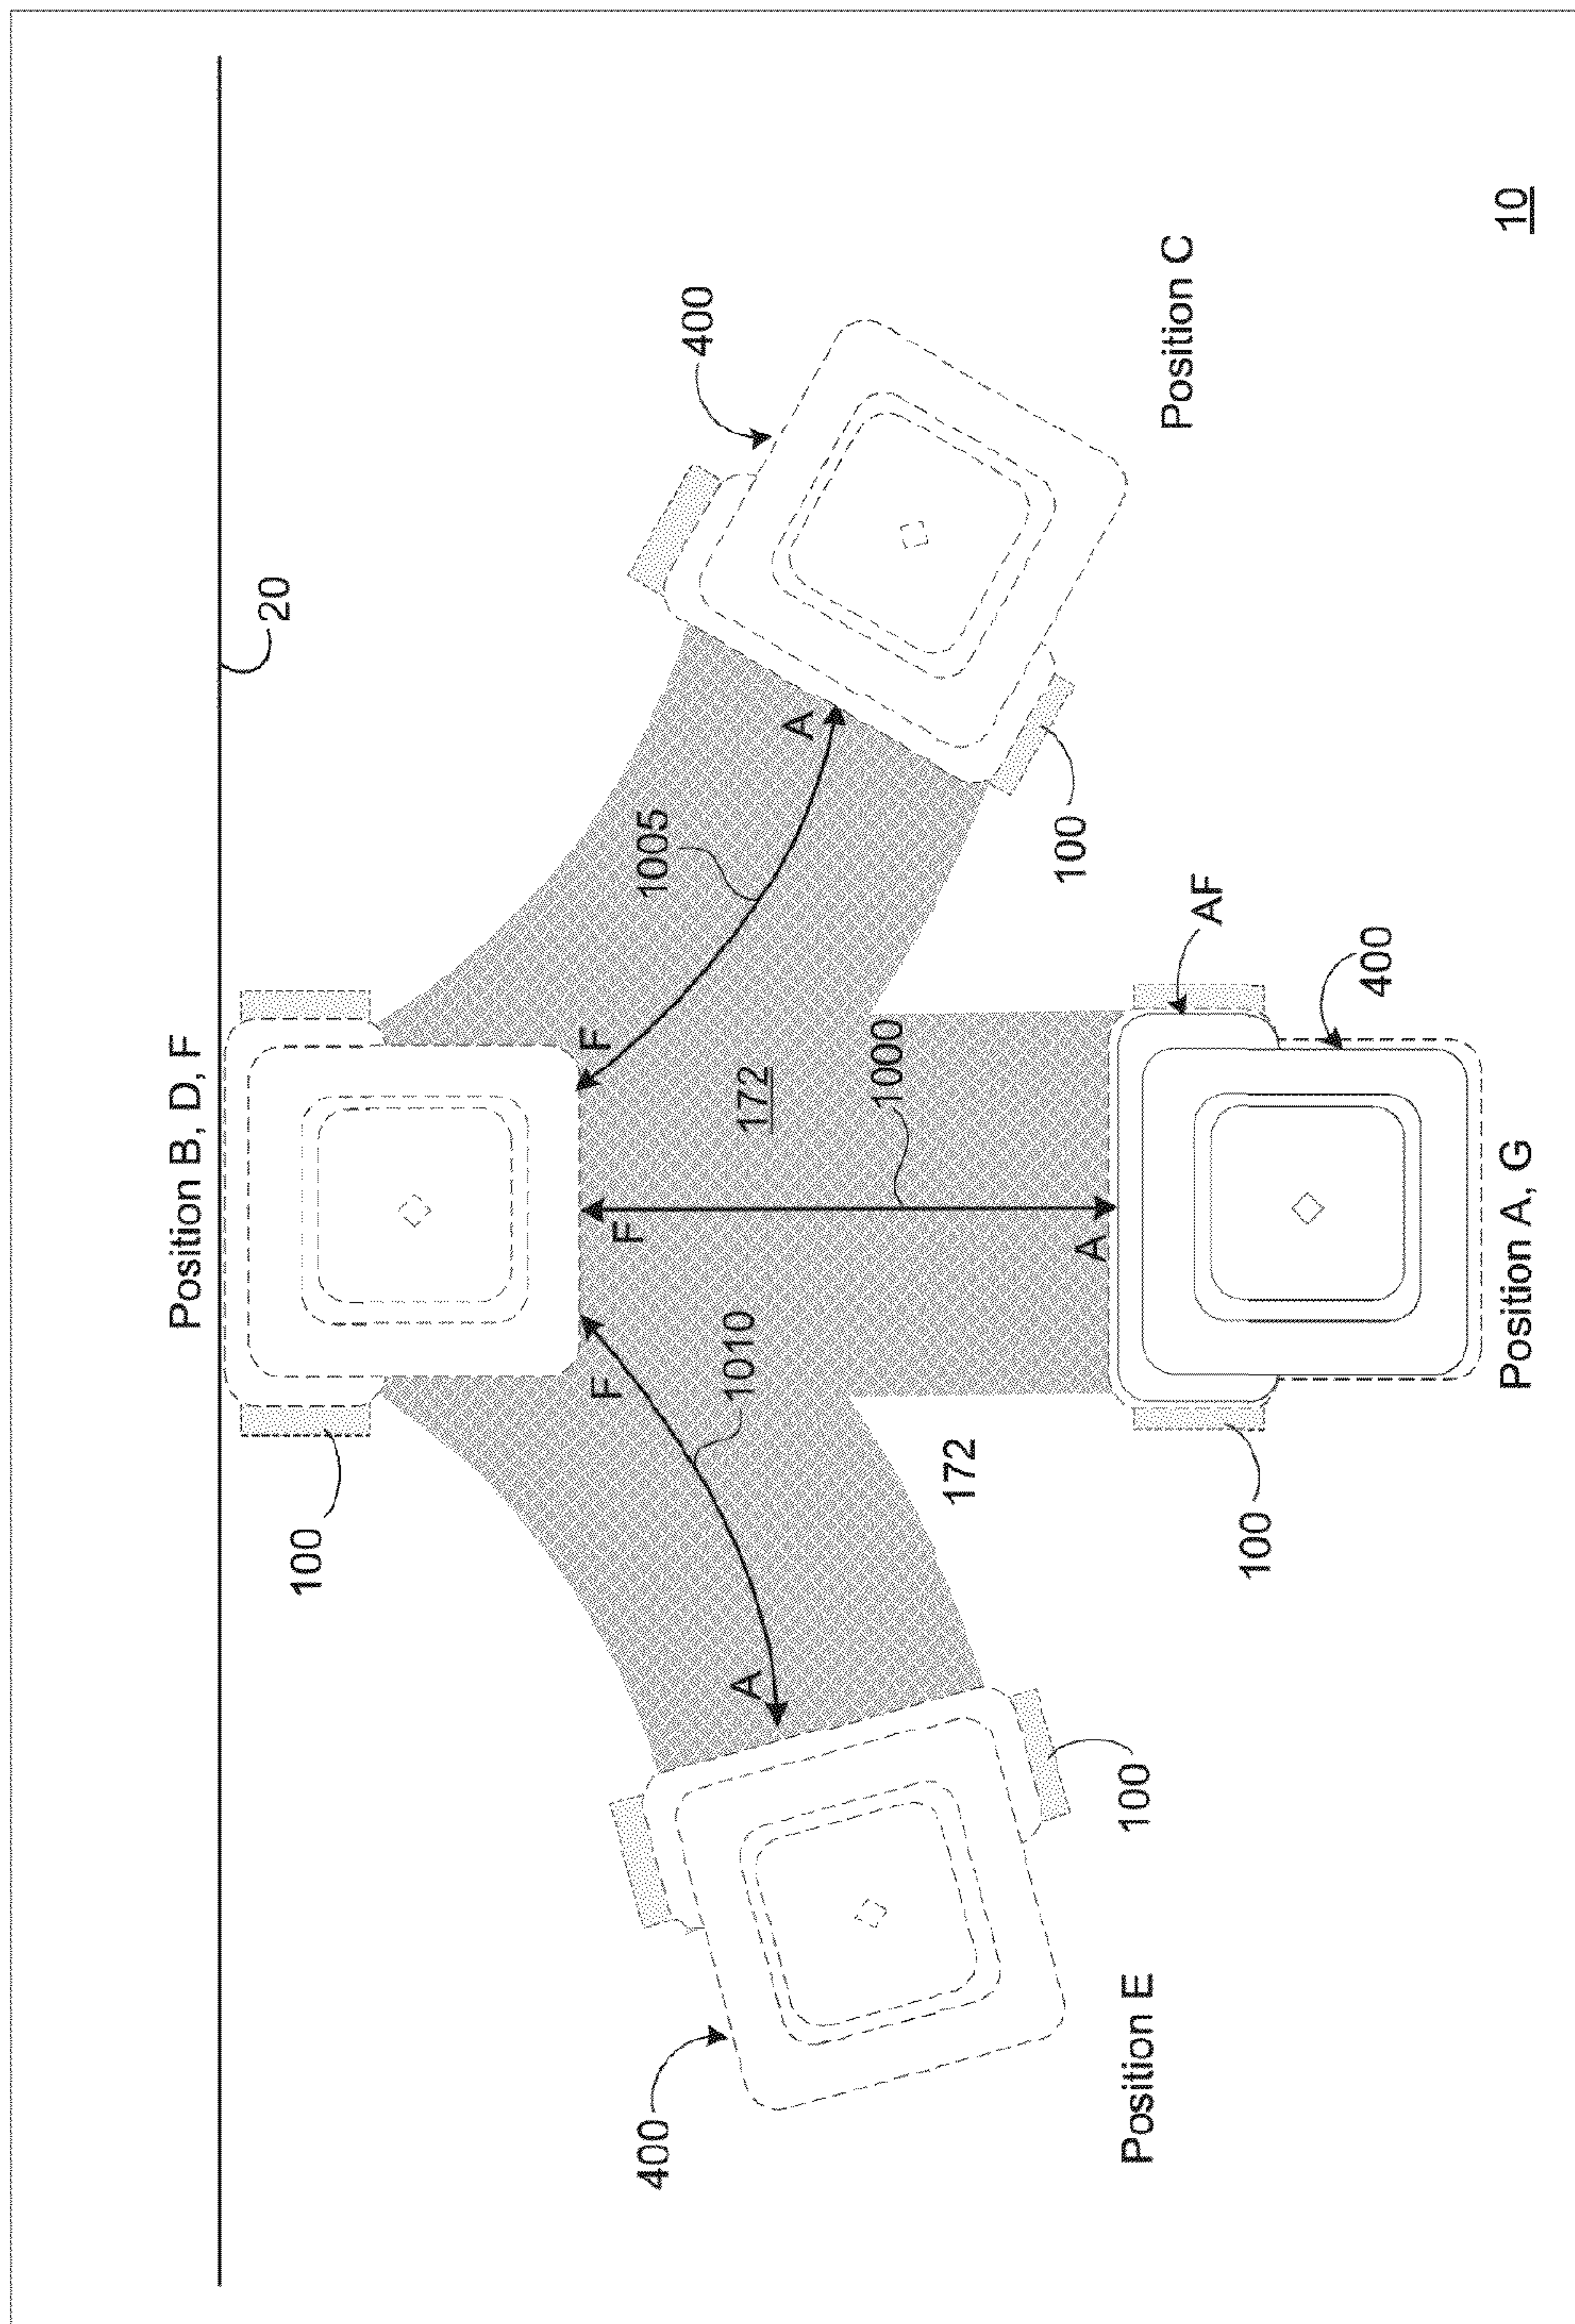 Position B, D, F
20
100
F
F
F
400
1005
400
1010
A
172
A
1000
172
100
A
Position E
100
Position C
AF
100
400
Position A, G
10